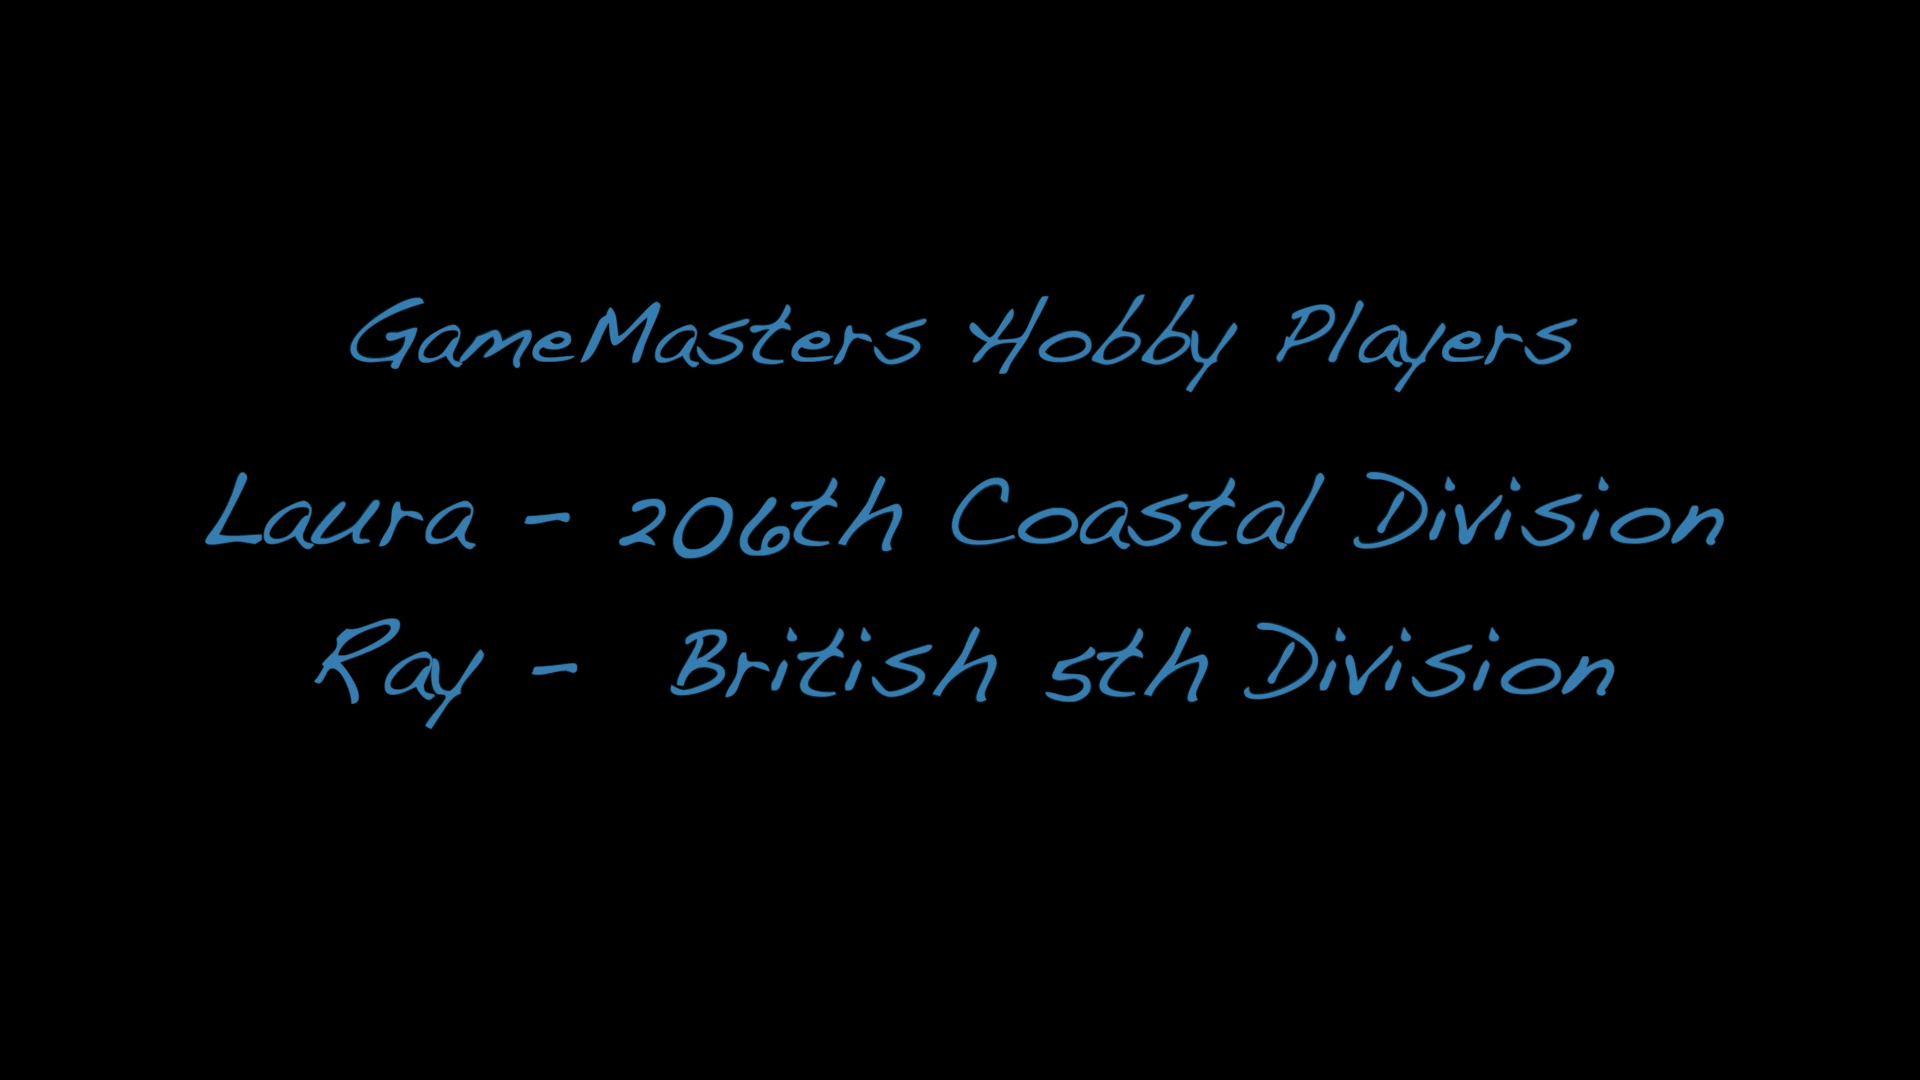 GameMasters Hobby Players
Laura - 206th Coastal Division
Ray - British 5th Division